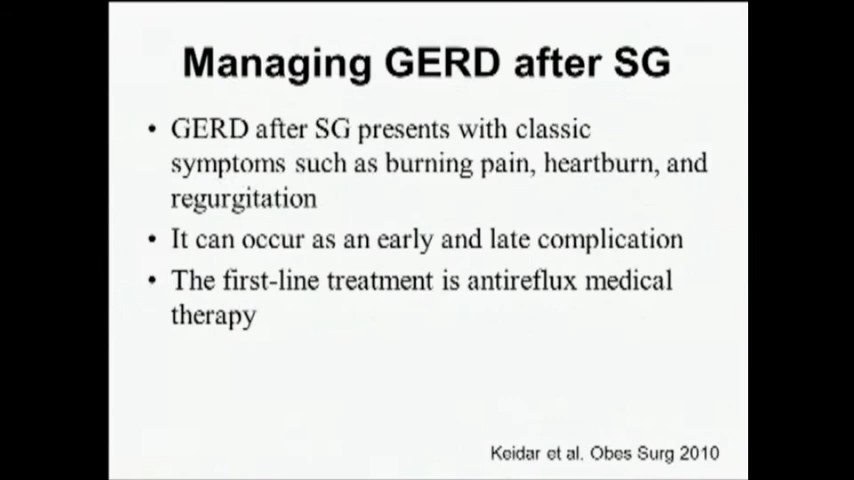 Managing GERD after SG
• GERD after SG presents with classic
symptoms such as burning pain, heartburn, and
regurgitation
• It can occur as an early and late complication
• The first-line treatment is antireflux medical
therapy
Keidar et al. Obes Surg 2010